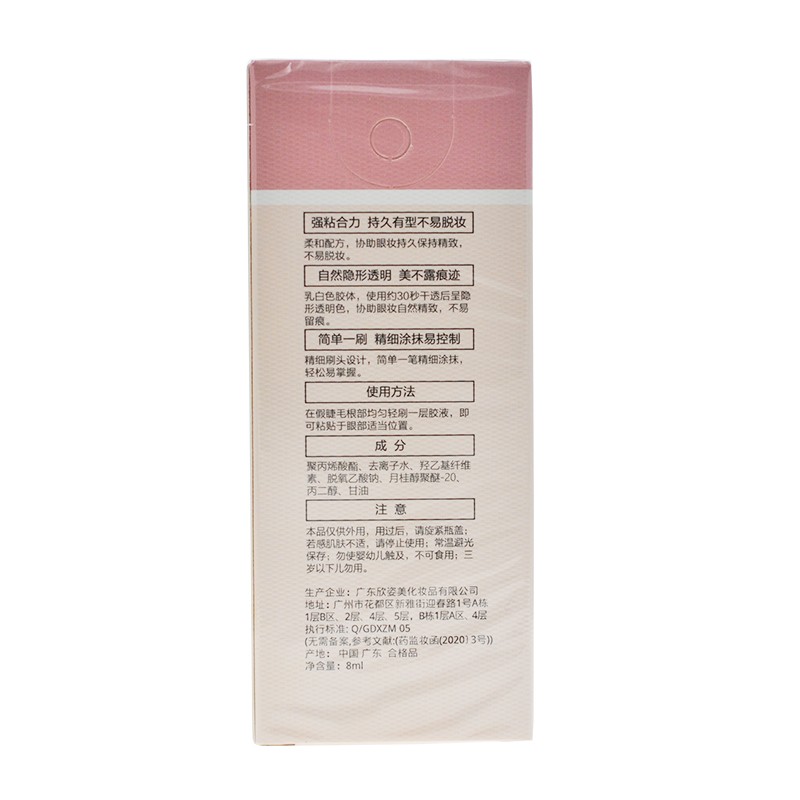 强粘合力 持久有型不易脱妆
柔和配方，协助眼妆持久保持精致，
不易脱妆。
自然隐形透明 美不露痕迹
乳白色胶体，使用约30秒干透后呈隐
形透明色，协助眼妆自然精致，不易
留痕。
简单一刷 精细涂抹易控制
精细刷头设计，简单一笔精细涂抹，
轻松易掌握。
使用方法
在假睫毛根部均匀轻刷一层胶液，即
可粘贴于眼部适当位置。
成 分
聚丙烯酸酯、去离子水、羟乙基纤维
素、脱氧乙酸钠、月桂醇聚醚-20、
丙二醇、甘油
注 意
本品仅供外用，用过后，请旋紧瓶盖；
若感肌肤不适，请停止使用；常温避光
保存；勿使婴幼儿触及，不可食用；三
岁以下儿勿用。
生产企业：广东欣姿美化妆品有限公司
地址：广州市花都区新雅街迎春路1号A栋
1层B区、2层、4层、5层，B栋1层A区、4层
执行标准: Q/GDXZM 05
(无需备案,参考文献:(药监妆函(2020) 3号))
产地： 中国 广东 合格品
净含量：8ml